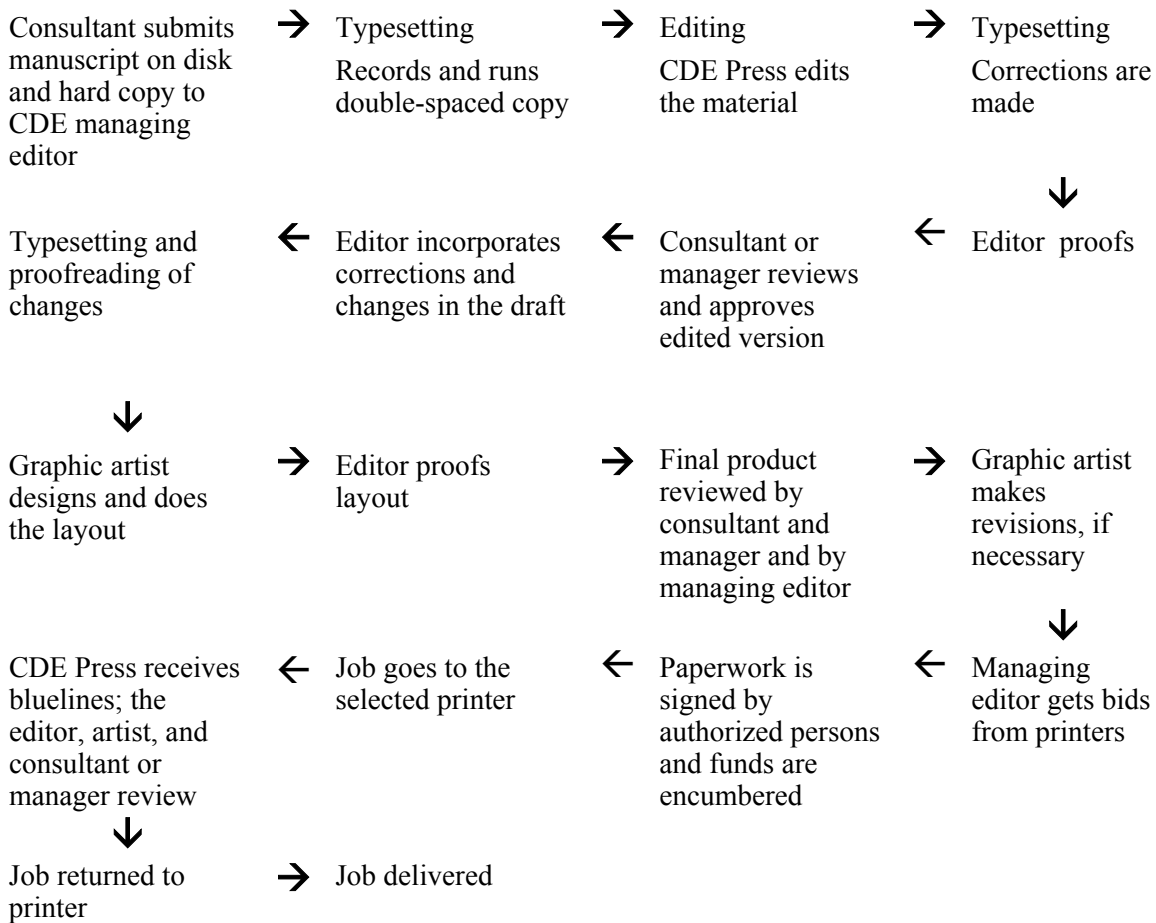 Consultant submits
manuscript on disk
and hard copy to
CDE managing
editor
→
Typesetting
Records and runs
double-spaced copy
→
Editing
CDE Press edits
the material
→
Typesetting
Corrections are
made
↓
Editor proofs
←
Consultant or
manager reviews
and approves
edited version
←
Editor incorporates
corrections and
changes in the draft
←
Typesetting and
proofreading of
changes
↓
Graphic artist
designs and does
the layout
→
Editor proofs
layout
→
Final product
reviewed by
consultant and
manager and by
managing editor
→
Graphic artist
makes
revisions, if
necessary
↓
Managing
editor gets bids
from printers
←
Paperwork is
signed by
authorized persons
and funds are
encumbered
←
Job goes to the
selected printer
←
CDE Press receives
bluelines; the
editor, artist, and
consultant or
manager review
↓
Job returned to
printer
→
Job delivered